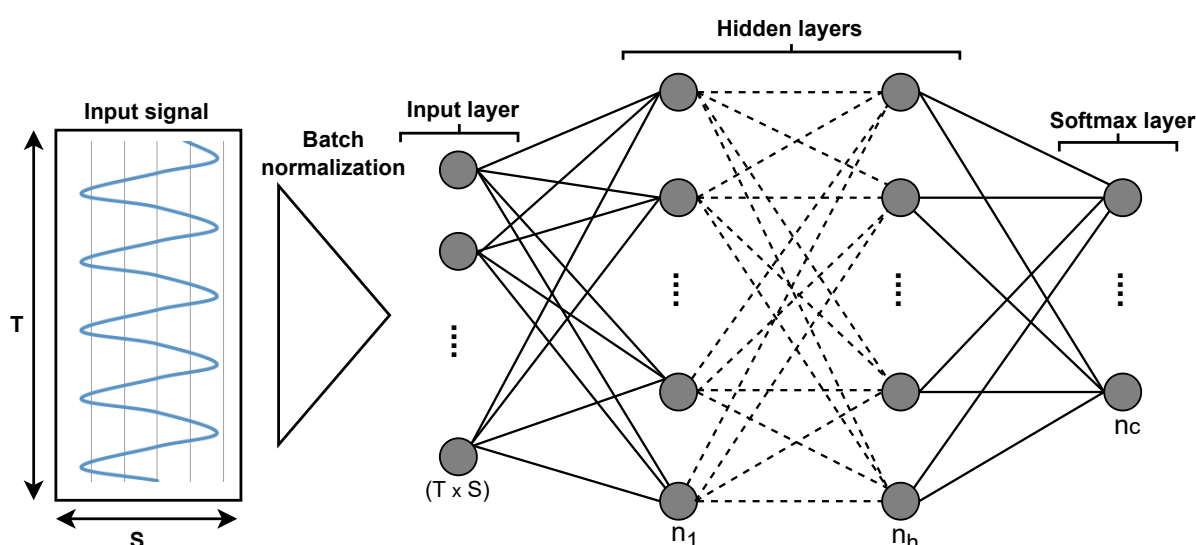 Hidden layers
Input signal
Input layer
Softmax layer
Batch
normalization
T
(T x S)
nc
S
n1
nh